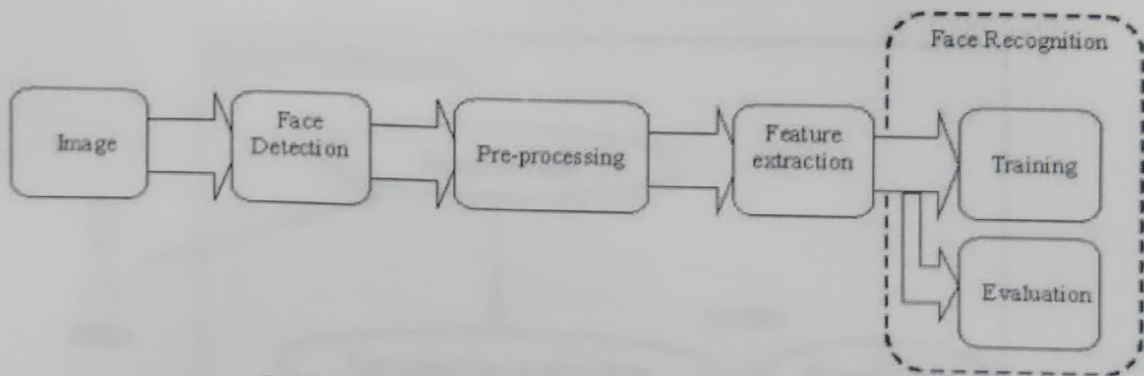 Face Recognition
Image
Face
Detection
Pre-processing
Feature
extraction
Training
Evaluation